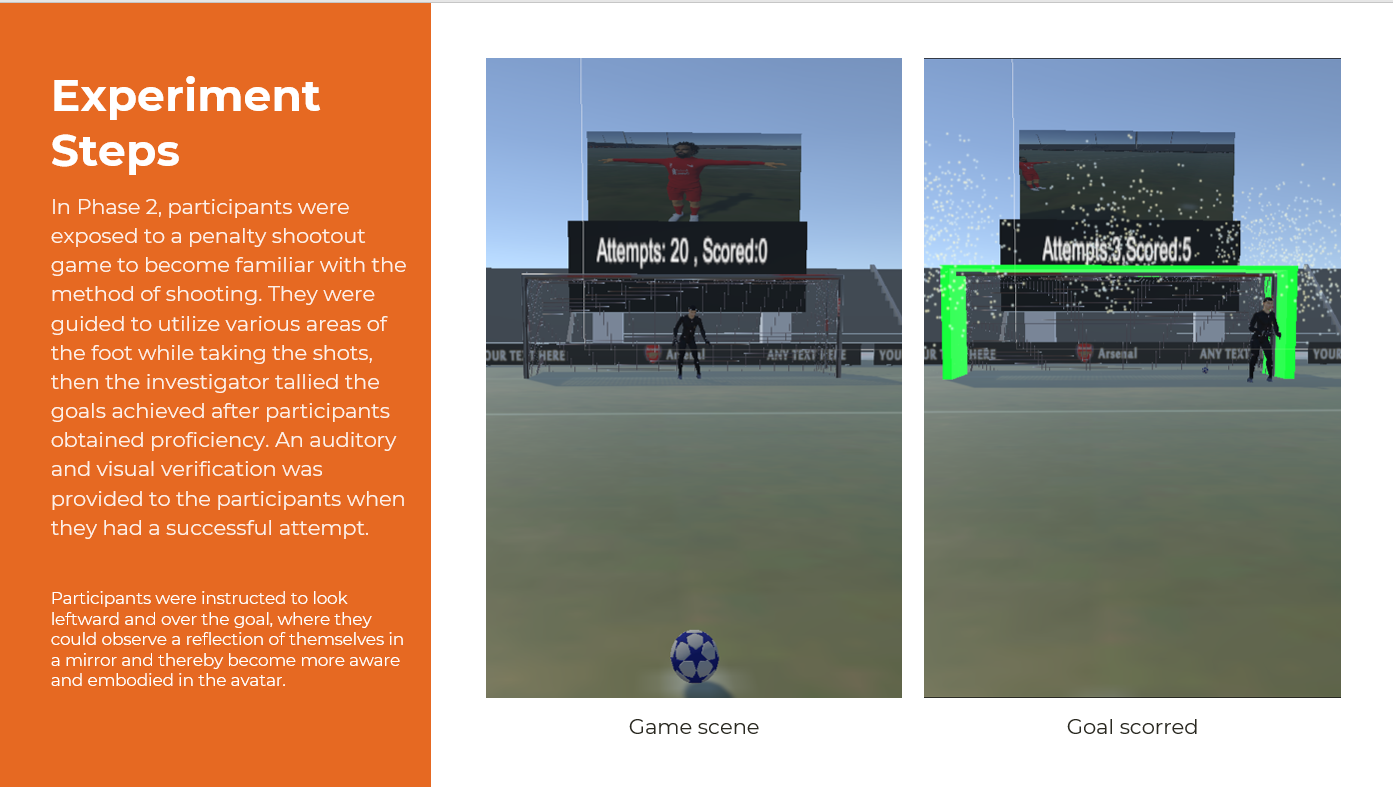 Experiment
Steps
In Phase 2, participants were
exposed to a penalty shootout
game to become familiar with the
method of shooting. They were
guided to utilize various areas of
the foot while taking the shots,
then the investigator tallied the
goals achieved after participants
obtained proficiency. An auditory
and visual verification was
provided to the participants when
they had a successful attempt.
Participants were instructed to look
leftward and over the goal, where they
could observe a reflection of themselves in
a mirror and thereby become more aware
and embodied in the avatar.
Attempts: 20 , Scored:0
OUR TEXT HERE Arsenal ANY TEXT HERE YOUR
Game scene
Attempts:3,Scored:5
HERE Arsenal ANY TEXT YOUR
Goal scorred